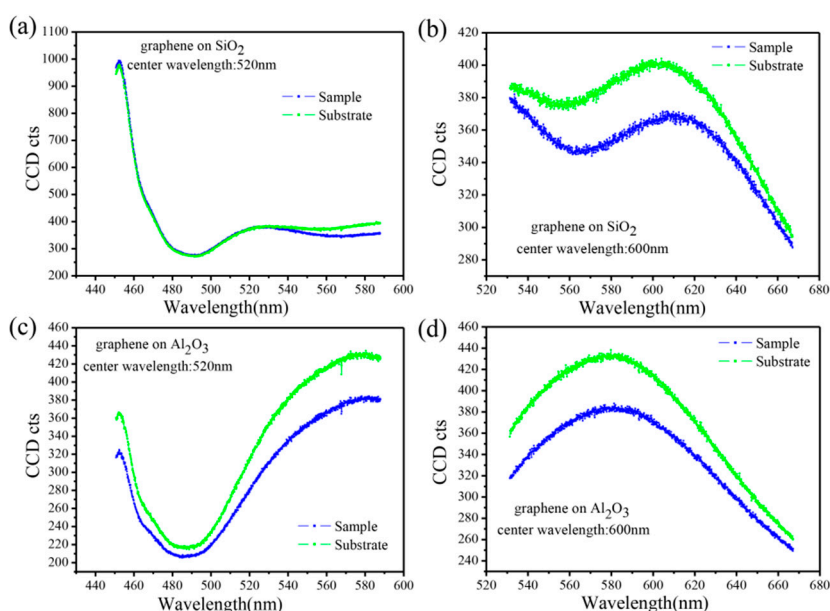 (a)
graphene on SiO₂
center wavelength:520nm
Sample
Substrate
CCD cts
1100
1000
900
800
700
600
500
400
300
200
440 460 480 500 520 540 560 580 600
Wavelength(nm)
(b)
Sample
Substrate
graphene on SiO₂
center wavelength:600nm
CCD cts
420
400
380
360
340
320
300
280
260
520 540 560 580 600 620 640 660 680
Wavelength(nm)
(c)
graphene on Al₂O₃
center wavelength:520nm
Sample
Substrate
CCD cts
460
440
420
400
380
360
340
320
300
280
260
240
220
200
440 460 480 500 520 540 560 580 600
Wavelength(nm)
(d)
Sample
Substrate
graphene on Al₂O₃
center wavelength:600nm
CCD cts
460
440
420
400
380
360
340
320
300
280
260
240
520 540 560 580 600 620 640 660 680
Wavelength(nm)